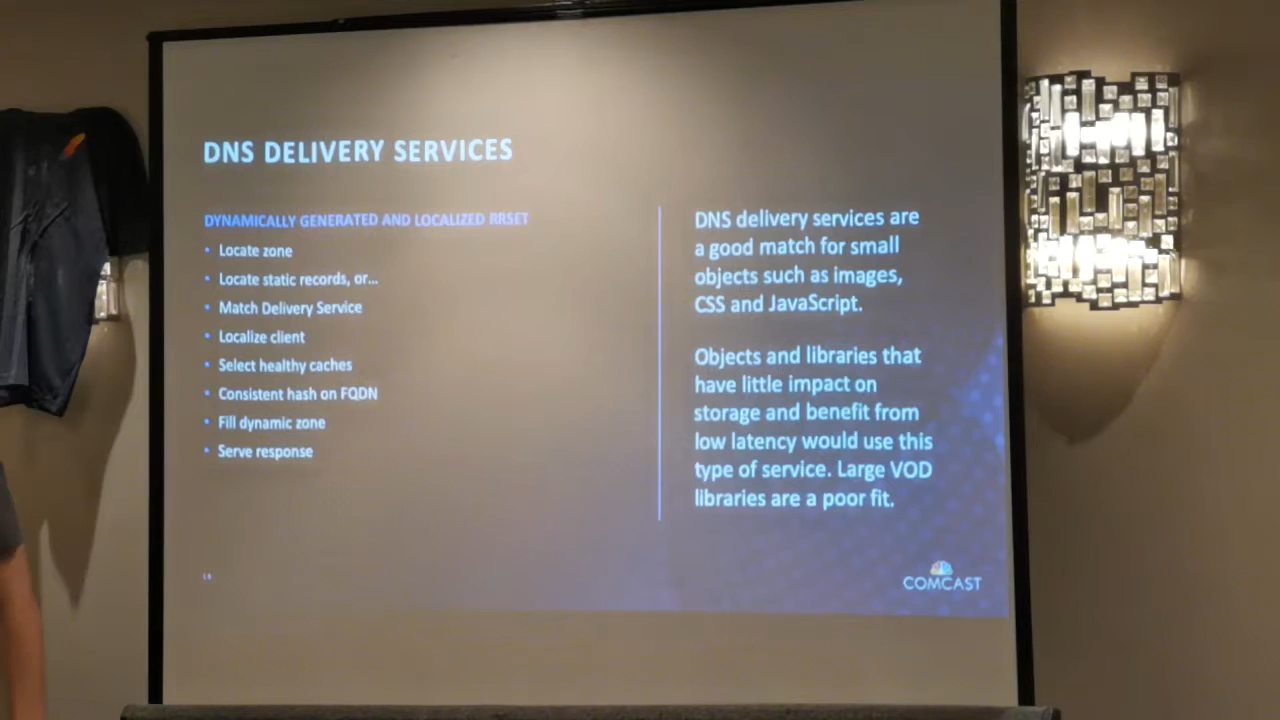 DNS DELIVERY SERVICES
DYNAMICALLY GENERATED AND LOCALIZED RRSET
• Locate zone
• Locate static records, or...
• Match Delivery Service
• Localize client
• Select healthy caches
• Consistent hash on FQDN
• Fill dynamic zone
• Serve response
DNS delivery services are
a good match for small
objects such as images,
CSS and JavaScript.
Objects and libraries that
have little impact on
storage and benefit from
low latency would use this
type of service. Large VOD
libraries are a poor fit.
COMCAST